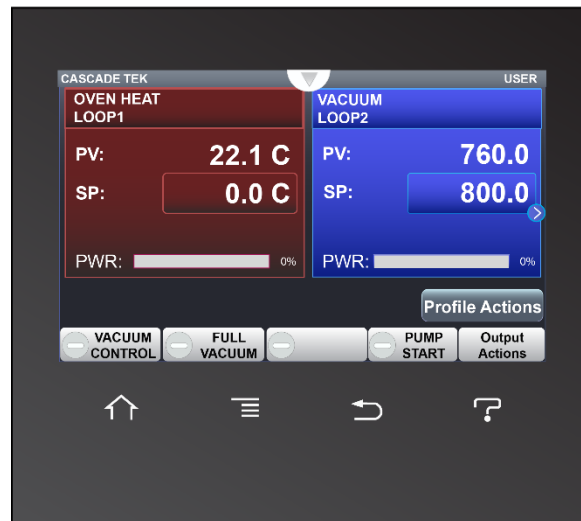 CASCADE TEK USER
OVEN HEAT
LOOP1
PV: 22.1 C
SP: 0.0 C
PWR: 0%
VACUUM
LOOP2
PV: 760.0
SP: 800.0
PWR: 0%
Profile Actions
VACUUM
CONTROL
FULL
VACUUM
PUMP
START
Output
Actions